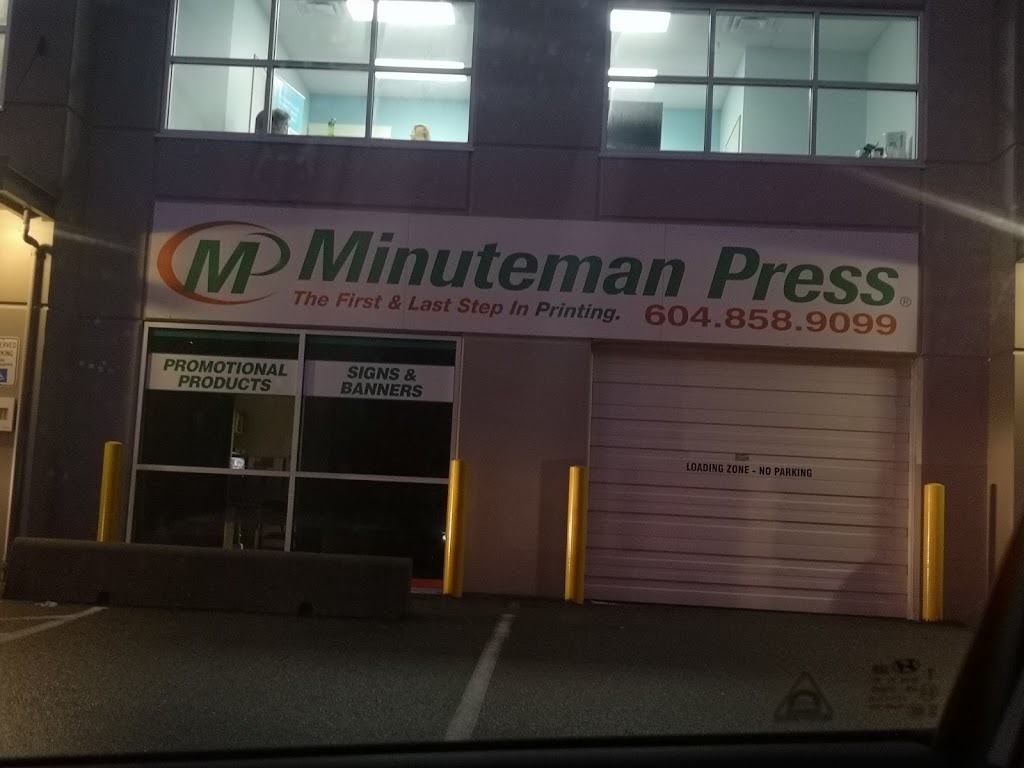 MP Minuteman Press®
The First & Last Step In Printing. 604.858.9099
PROMOTIONAL
PRODUCTS
SIGNS &
BANNERS
LOADING ZONE - NO PARKING